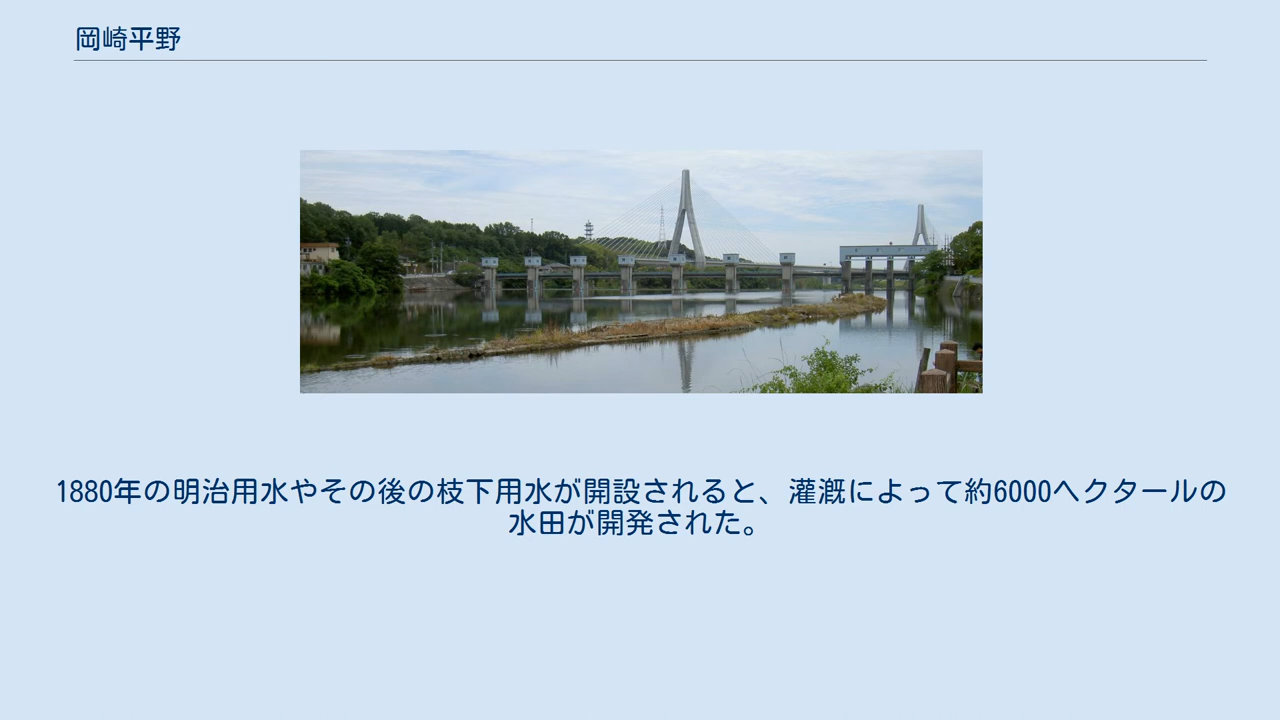 岡崎平野
1880年の明治用水やその後の枝下用水が開設されると、灌漑によって約6000ヘクタールの
水田が開発された。